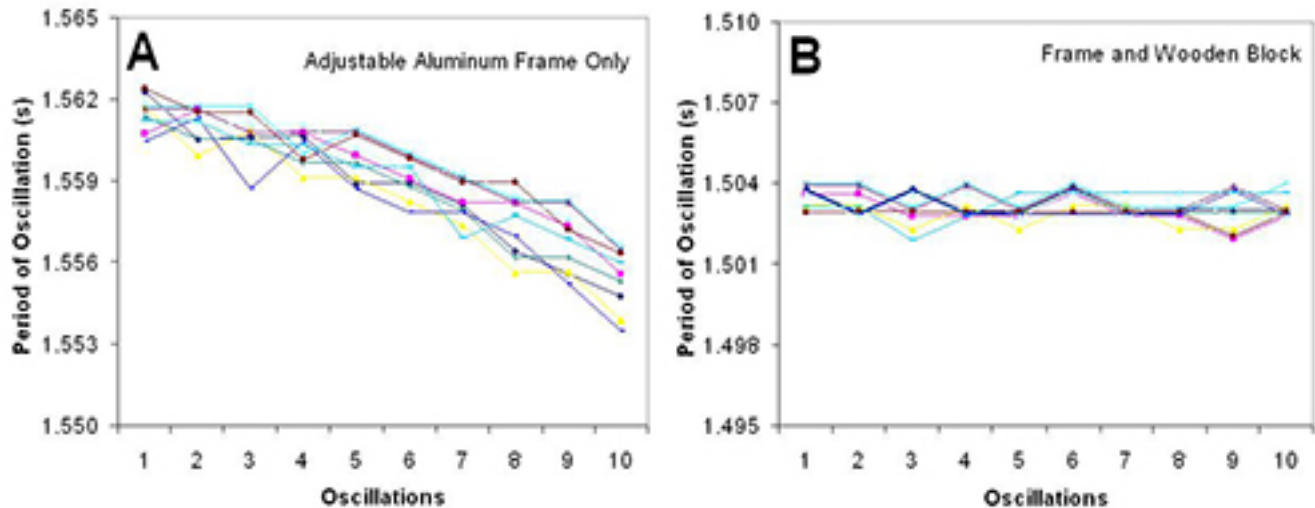 A
Adjustable Aluminum Frame Only
Period of Oscillation (s)
1.565
1.562
1.559
1.556
1.553
1.550
1 2 3 4 5 6 7 8 9 10
Oscillations
B
Frame and Wooden Block
Period of Oscillation (s)
1.510
1.507
1.504
1.501
1.498
1.495
1 2 3 4 5 6 7 8 9 10
Oscillations